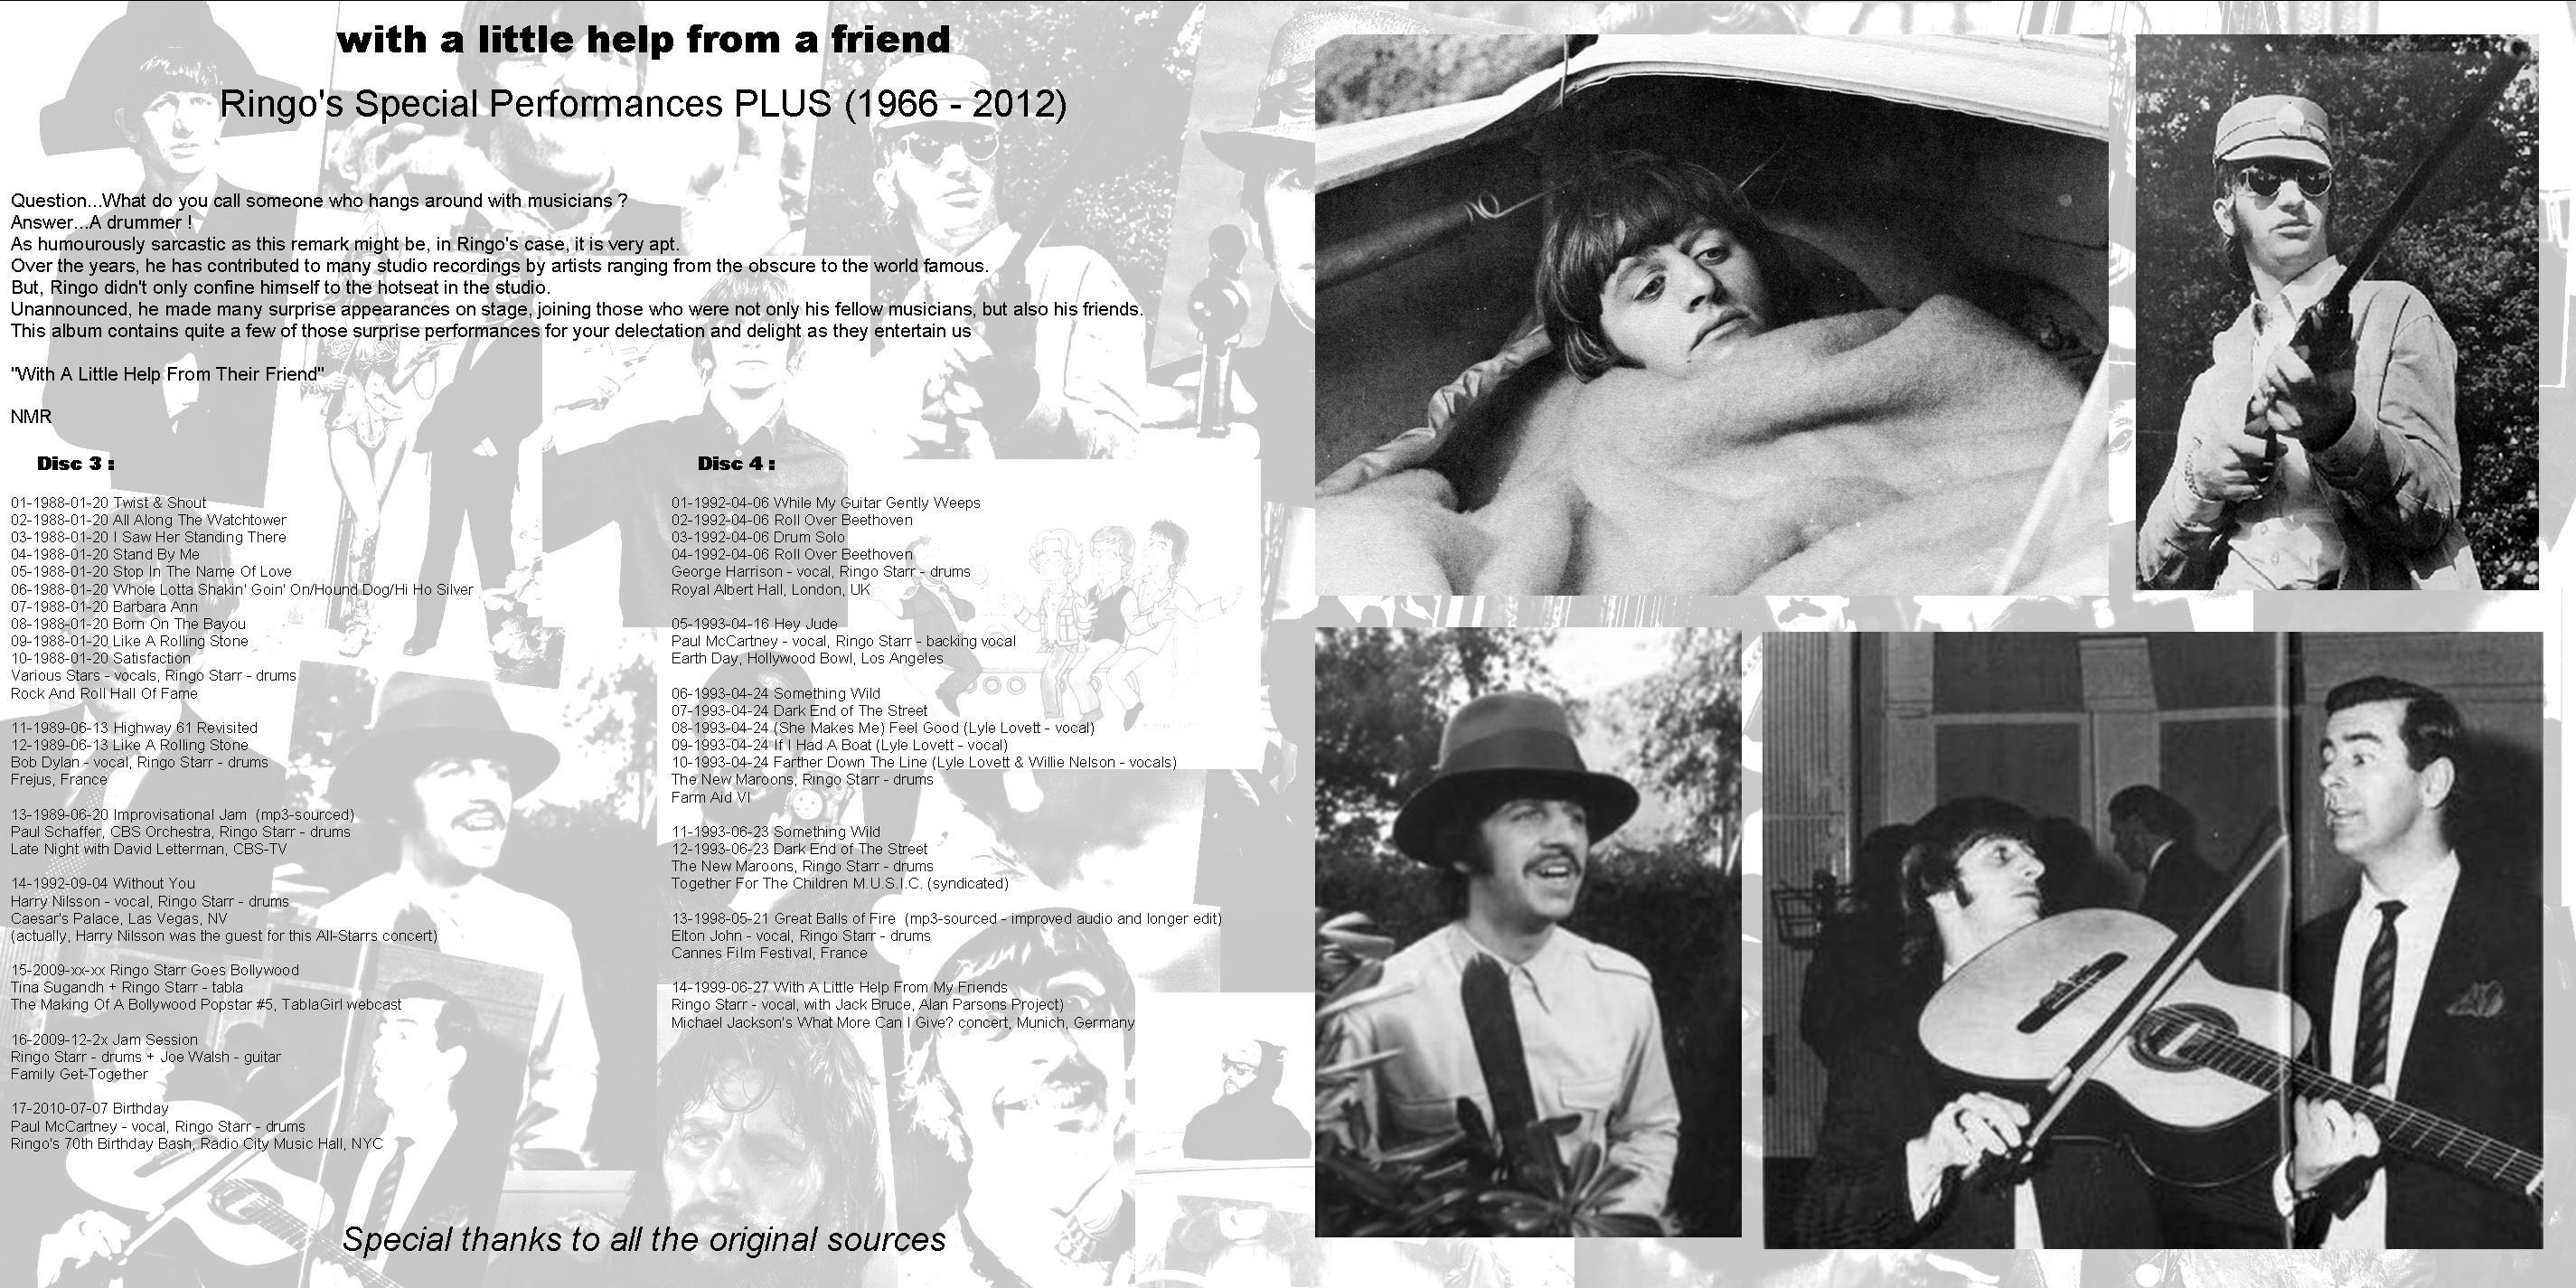 with a little help from a friend
Ringo's Special Performances PLUS (1966 - 2012)
Question...What do you call someone who hangs around with musicians ?
Answer...A drummer !
As humourously sarcastic as this remark might be, in Ringo's case, it is very apt.
Over the years, he has contributed to many studio recordings by artists ranging from the obscure to the world famous.
But, Ringo didn't only confine himself to the hotseat in the studio.
Unannounced, he made many surprise appearances on stage, joining those who were not only his fellow musicians, but also his friends.
This album contains quite a few of those surprise performances for your delectation and delight as they entertain us
"With A Little Help From Their Friend"
NMR
Disc 3 :
01-1988-01-20 Twist & Shout
02-1988-01-20 All Along The Watchtower
03-1988-01-20 I Saw Her Standing There
04-1988-01-20 Stand By Me
05-1988-01-20 Stop In The Name Of Love
06-1988-01-20 Whole Lotta Shakin' Goin' On/Hound Dog/Hi Ho Silver
07-1988-01-20 Barbara Ann
08-1988-01-20 Born On The Bayou
09-1988-01-20 Like A Rolling Stone
10-1988-01-20 Satisfaction
Various Stars - vocals, Ringo Starr - drums
Rock And Roll Hall Of Fame
11-1989-06-13 Highway 61 Revisited
12-1989-06-13 Like A Rolling Stone
Bob Dylan - vocal, Ringo Starr - drums
Frejus, France
13-1989-06-20 Improvisational Jam (mp3-sourced)
Paul Schaffer, CBS Orchestra, Ringo Starr - drums
Late Night with David Letterman, CBS-TV
14-1992-09-04 Without You
Harry Nilsson - vocal, Ringo Starr - drums
Caesar's Palace, Las Vegas, NV
(actually, Harry Nilsson was the guest for this All-Starrs concert)
15-2009-xx-xx Ringo Starr Goes Bollywood
Tina Sugandh + Ringo Starr - tabla
The Making Of A Bollywood Popstar #5, TablaGirl webcast
16-2009-12-2x Jam Session
Ringo Starr - drums + Joe Walsh - guitar
Family Get-Together
17-2010-07-07 Birthday
Paul McCartney - vocal, Ringo Starr - drums
Ringo's 70th Birthday Bash, Radio City Music Hall, NYC
Disc 4 :
01-1992-04-06 While My Guitar Gently Weeps
02-1992-04-06 Roll Over Beethoven
03-1992-04-06 Drum Solo
04-1992-04-06 Roll Over Beethoven
George Harrison - vocal, Ringo Starr - drums
Royal Albert Hall, London, UK
05-1993-04-16 Hey Jude
Paul McCartney - vocal, Ringo Starr - backing vocal
Earth Day, Hollywood Bowl, Los Angeles
06-1993-04-24 Something Wild
07-1993-04-24 Dark End of The Street
08-1993-04-24 (She Makes Me) Feel Good (Lyle Lovett - vocal)
09-1993-04-24 If I Had A Boat (Lyle Lovett - vocal)
10-1993-04-24 Farther Down The Line (Lyle Lovett & Willie Nelson - vocals)
The New Maroons, Ringo Starr - drums
Farm Aid VI
11-1993-06-23 Something Wild
12-1993-06-23 Dark End of The Street
The New Maroons, Ringo Starr - drums
Together For The Children M.U.S.I.C. (syndicated)
13-1998-05-21 Great Balls of Fire (mp3-sourced - improved audio and longer edit)
Elton John - vocal, Ringo Starr - drums
Cannes Film Festival, France
14-1999-06-27 With A Little Help From My Friends
Ringo Starr - vocal, with Jack Bruce, Alan Parsons Project)
Michael Jackson's What More Can I Give? concert, Munich, Germany
Special thanks to all the original sources